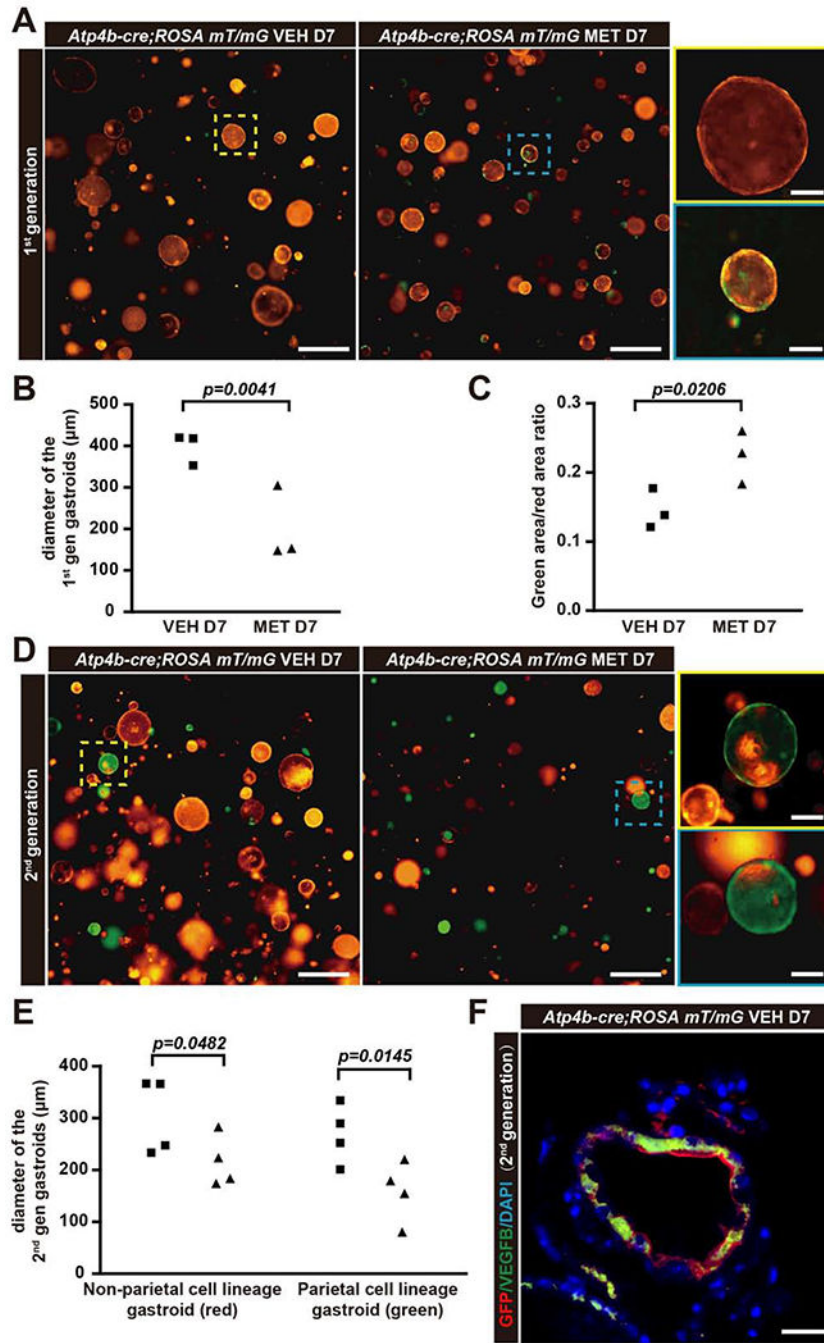 A
Atp4b-cre;ROSA mT/mG VEH D7
Atp4b-cre;ROSA mT/mG MET D7
1st generation
B
diameter of the
1st gen gastroids (µm)
500
400
300
200
100
0
p=0.0041
VEH D7
MET D7
C
Green area/red area ratio
0.3
0.2
0.1
0.0
p=0.0206
VEH D7
MET D7
D
Atp4b-cre;ROSA mT/mG VEH D7
Atp4b-cre;ROSA mT/mG MET D7
2nd generation
E
diameter of the
2nd gen gastroids (µm)
400
300
200
100
0
p=0.0482
p=0.0145
Non-parietal cell lineage
gastroid (red)
Parietal cell lineage
gastroid (green)
F
Atp4b-cre;ROSA mT/mG VEH D7
GFP/VEGFB/DAPI (2nd generation)